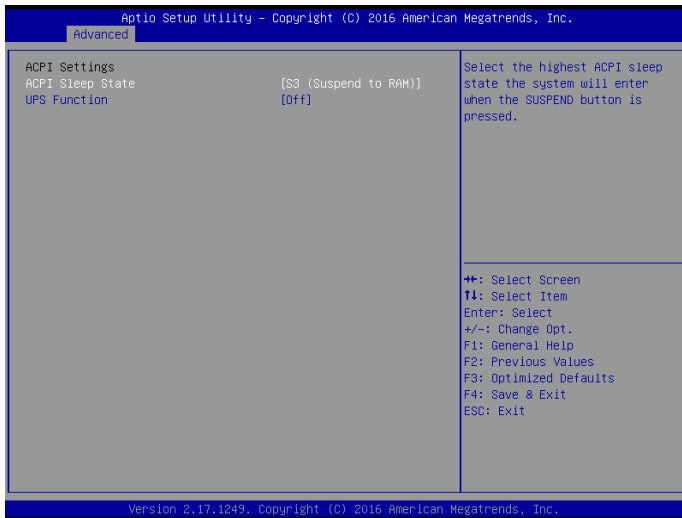 Aptio Setup Utility – Copyright (C) 2016 American Megatrends, Inc.
Advanced
ACPI Settings
ACPI Sleep State [S3 (Suspend to RAM)]
UPS Function [Off]
Select the highest ACPI sleep
state the system will enter
when the SUSPEND button is
pressed.
→←: Select Screen
↑↓: Select Item
Enter: Select
+/-: Change Opt.
F1: General Help
F2: Previous Values
F3: Optimized Defaults
F4: Save & Exit
ESC: Exit
Version 2.17.1249. Copyright (C) 2016 American Megatrends, Inc.